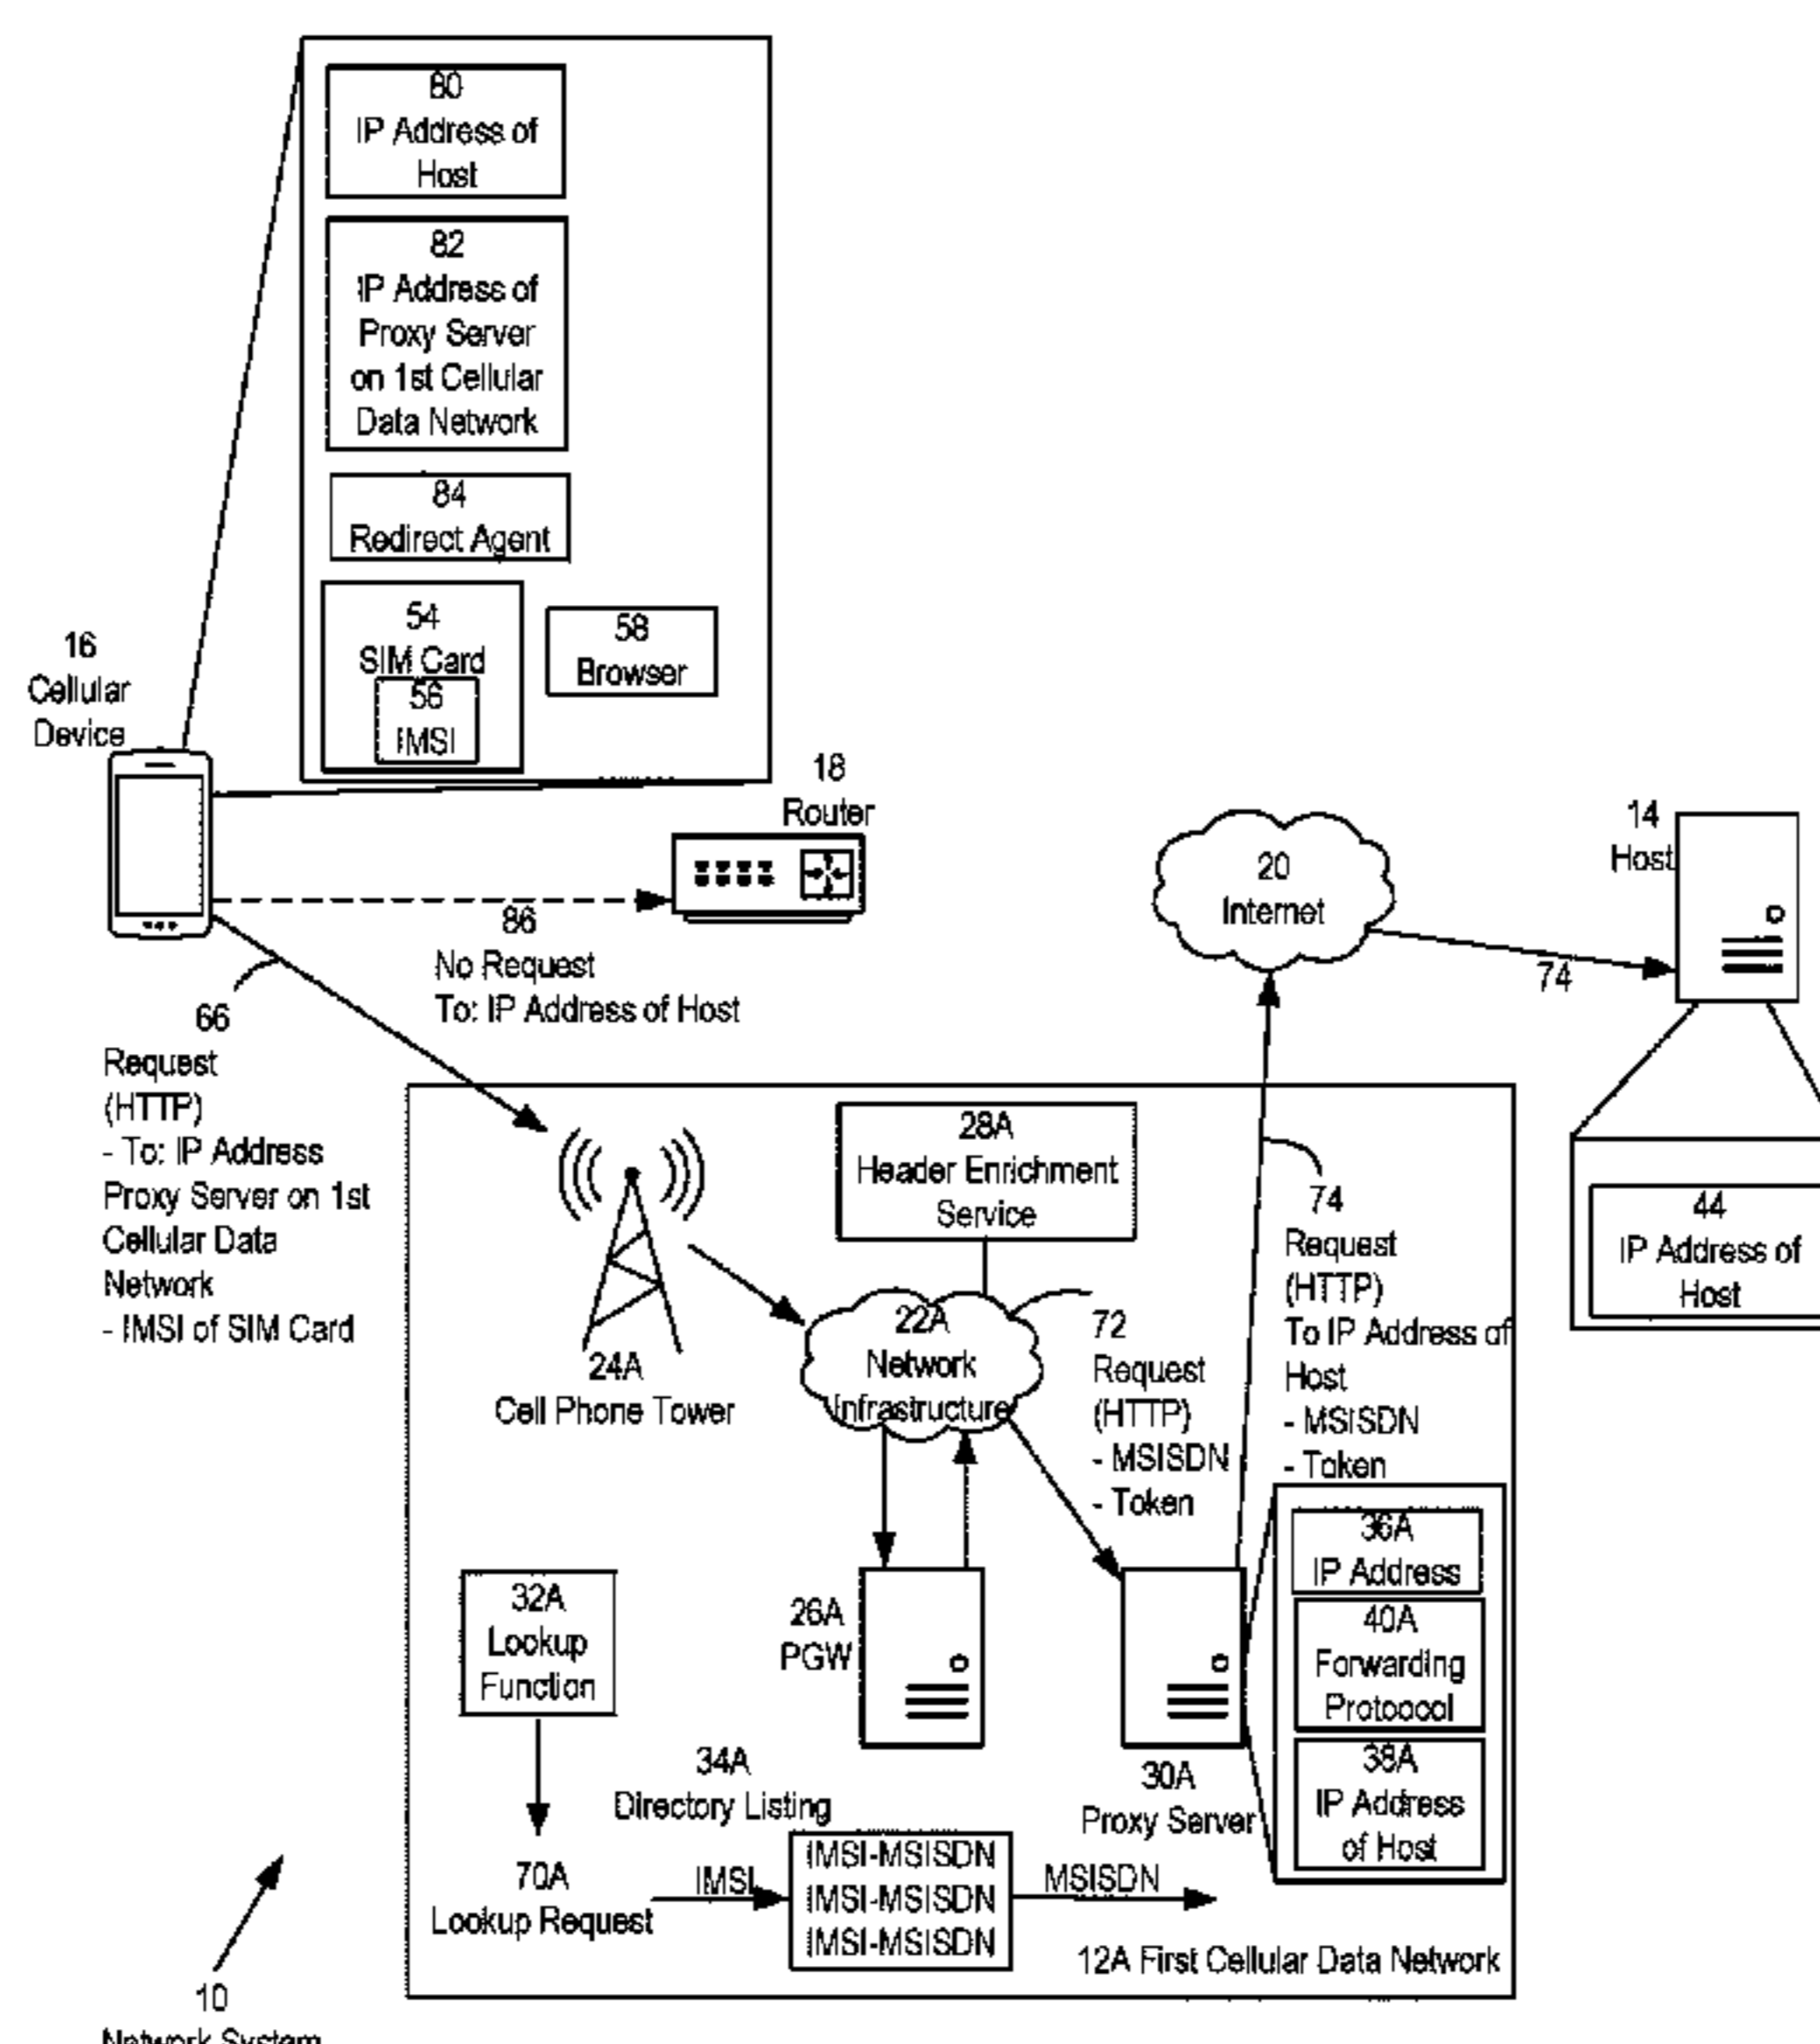 80
IP Address of
Host
82
IP Address of
Proxy Server
on 1st Cellular
Data Network
84
Redirect Agent
54
SIM Card
56
IMSI
58
Browser
16
Cellular
Device
18
Router
86
No Request
To: IP Address of Host
66
Request
(HTTP)
- To: IP Address
Proxy Server on 1st
Cellular Data
Network
- IMSI of SIM Card
20
Internet
14
Host
74
44
IP Address of
Host
28A
Header Enrichment
Service
24A
Cell Phone Tower
22A
Network
Infrastructure
72
Request
(HTTP)
- MSISDN
- Token
74
Request
(HTTP)
To IP Address of
Host
- MSISDN
- Token
36A
IP Address
40A
Forwarding
Protoocol
38A
IP Address
of Host
32A
Lookup
Function
26A
PGW
30A
Proxy Server
34A
Directory Listing
70A
Lookup Request
IMSI
IMSI-MSISDN
IMSI-MSISDN
IMSI-MSISDN
MSISDN
12A First Cellular Data Network
10
Network System